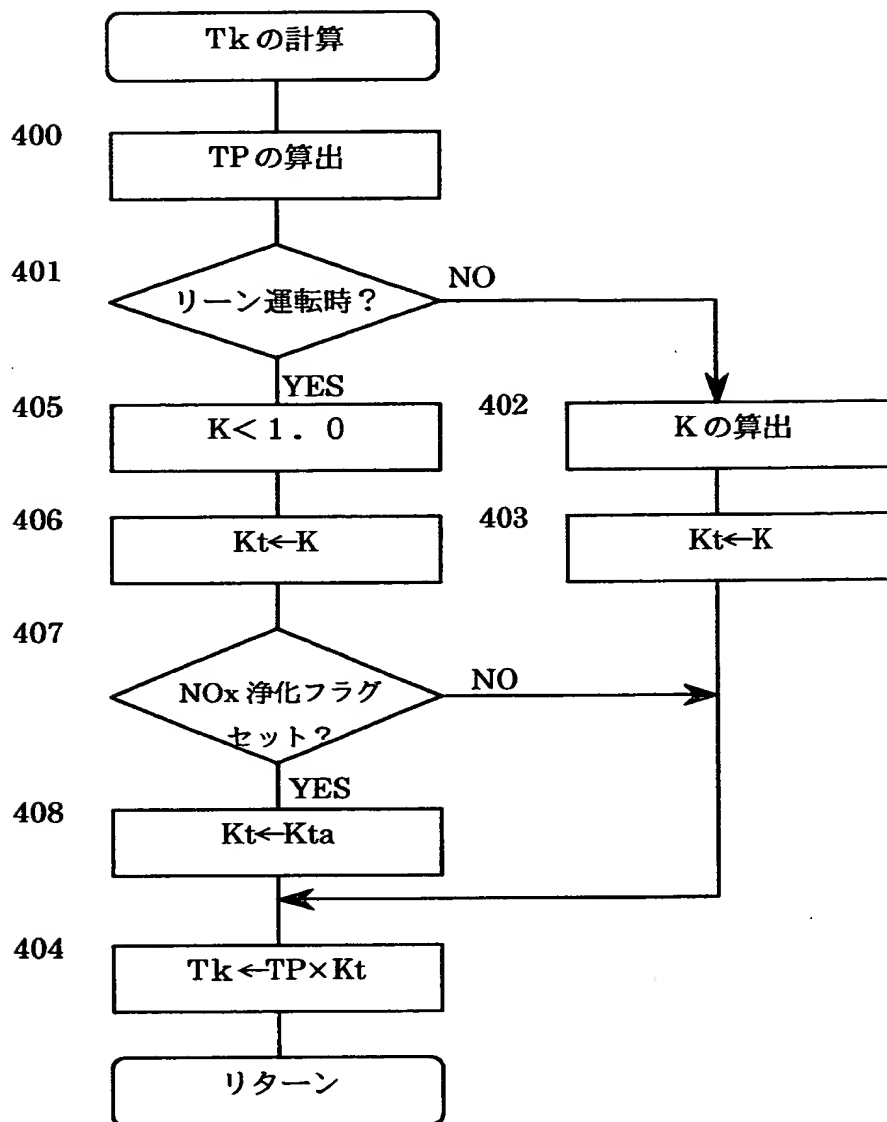 Tkの計算
400
TPの算出
401
リーン運転時?
NO
YES
405
K<1.0
402
Kの算出
406
Kt←K
403
Kt←K
407
NOx浄化フラグ
セット?
NO
YES
408
Kt←Kta
404
Tk←TP×Kt
リターン